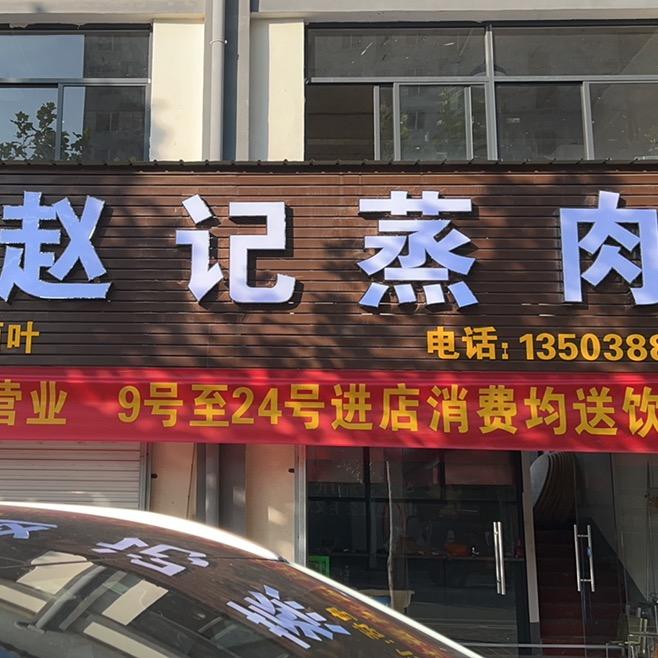 赵记蒸肉
叶
电话：1350388
营业 9号至24号进店消费均送饮